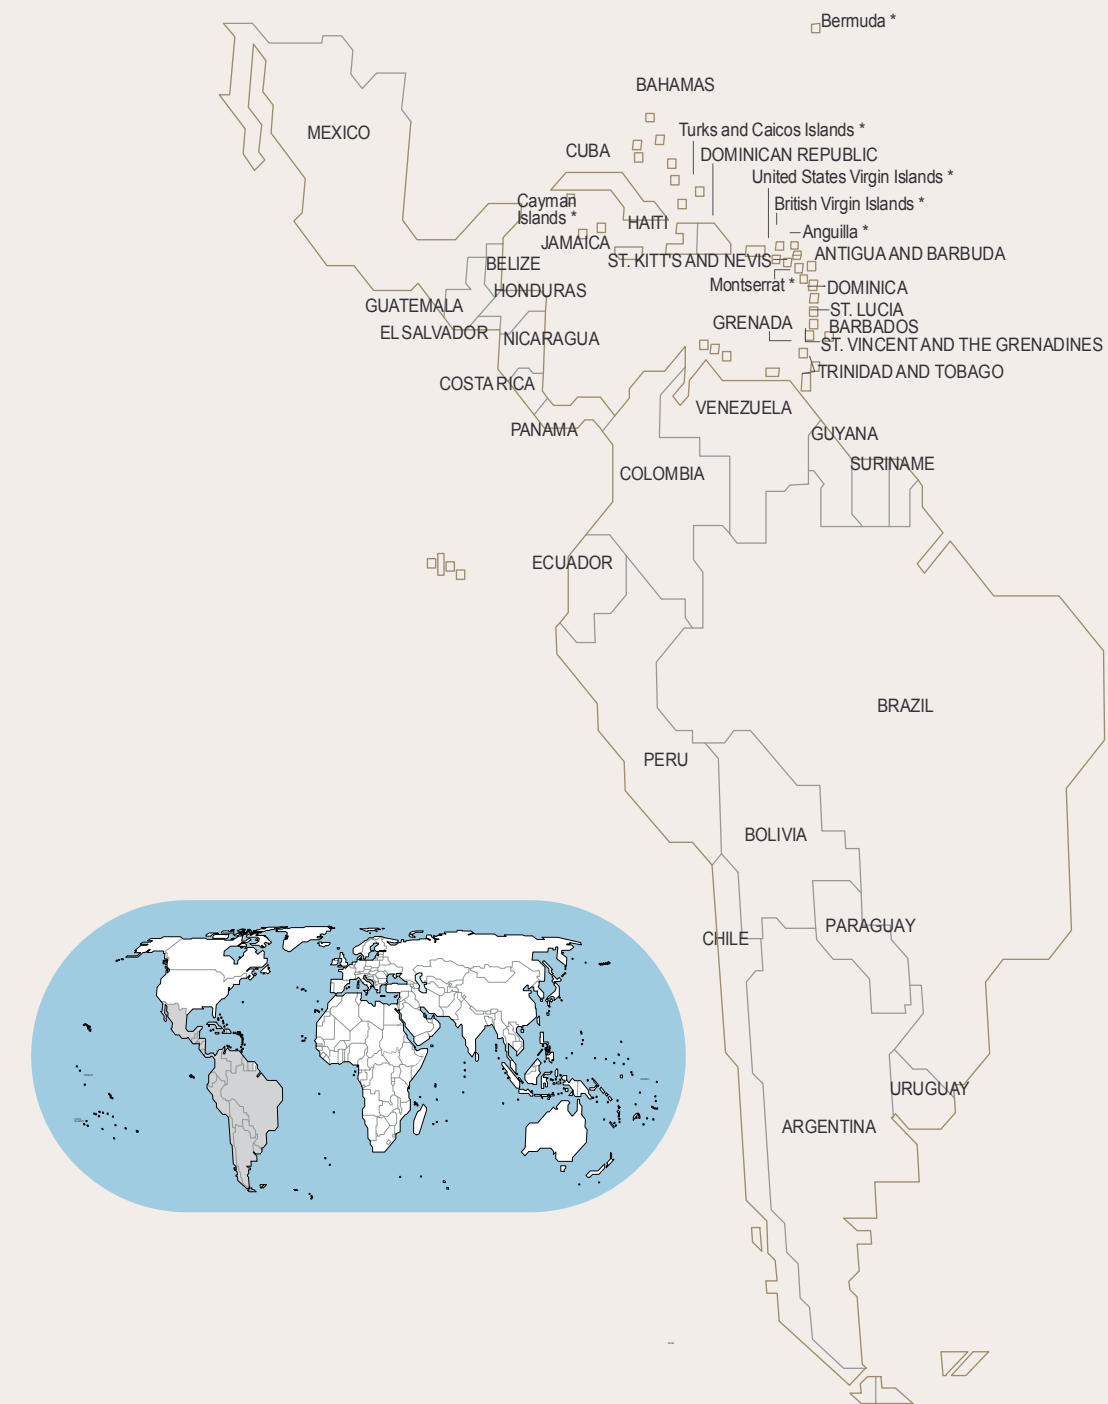 Bermuda *
BAHAMAS
Turks and Caicos Islands *
MEXICO
CUBA
DOMINICAN REPUBLIC
United States Virgin Islands *
Cayman
Islands *
British Virgin Islands *
HAITI
Anguilla *
JAMAICA
ANTIGUA AND BARBUDA
ST. KITT'S AND NEVIS
BELIZE
Montserrat *
DOMINICA
HONDURAS
GUATEMALA
ST. LUCIA
GRENADA
BARBADOS
EL SALVADOR
NICARAGUA
ST. VINCENT AND THE GRENADINES
TRINIDAD AND TOBAGO
COSTA RICA
VENEZUELA
PANAMA
GUYANA
SURINAME
COLOMBIA
ECUADOR
BRAZIL
PERU
BOLIVIA
PARAGUAY
CHILE
URUGUAY
ARGENTINA